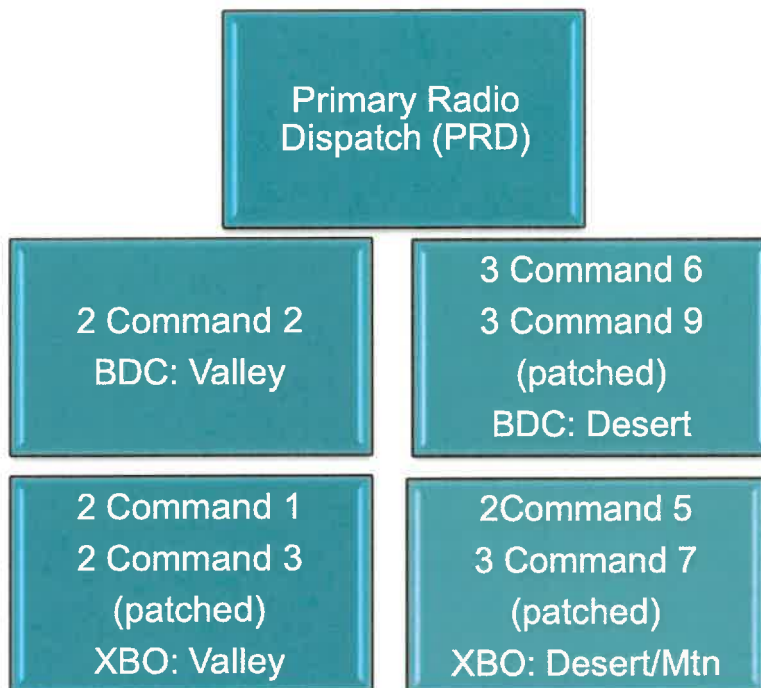 Primary Radio
Dispatch (PRD)
2 Command 2
BDC: Valley
3 Command 6
3 Command 9
(patched)
BDC: Desert
2 Command 1
2 Command 3
(patched)
XBO: Valley
2Command 5
3 Command 7
(patched)
XBO: Desert/Mtn